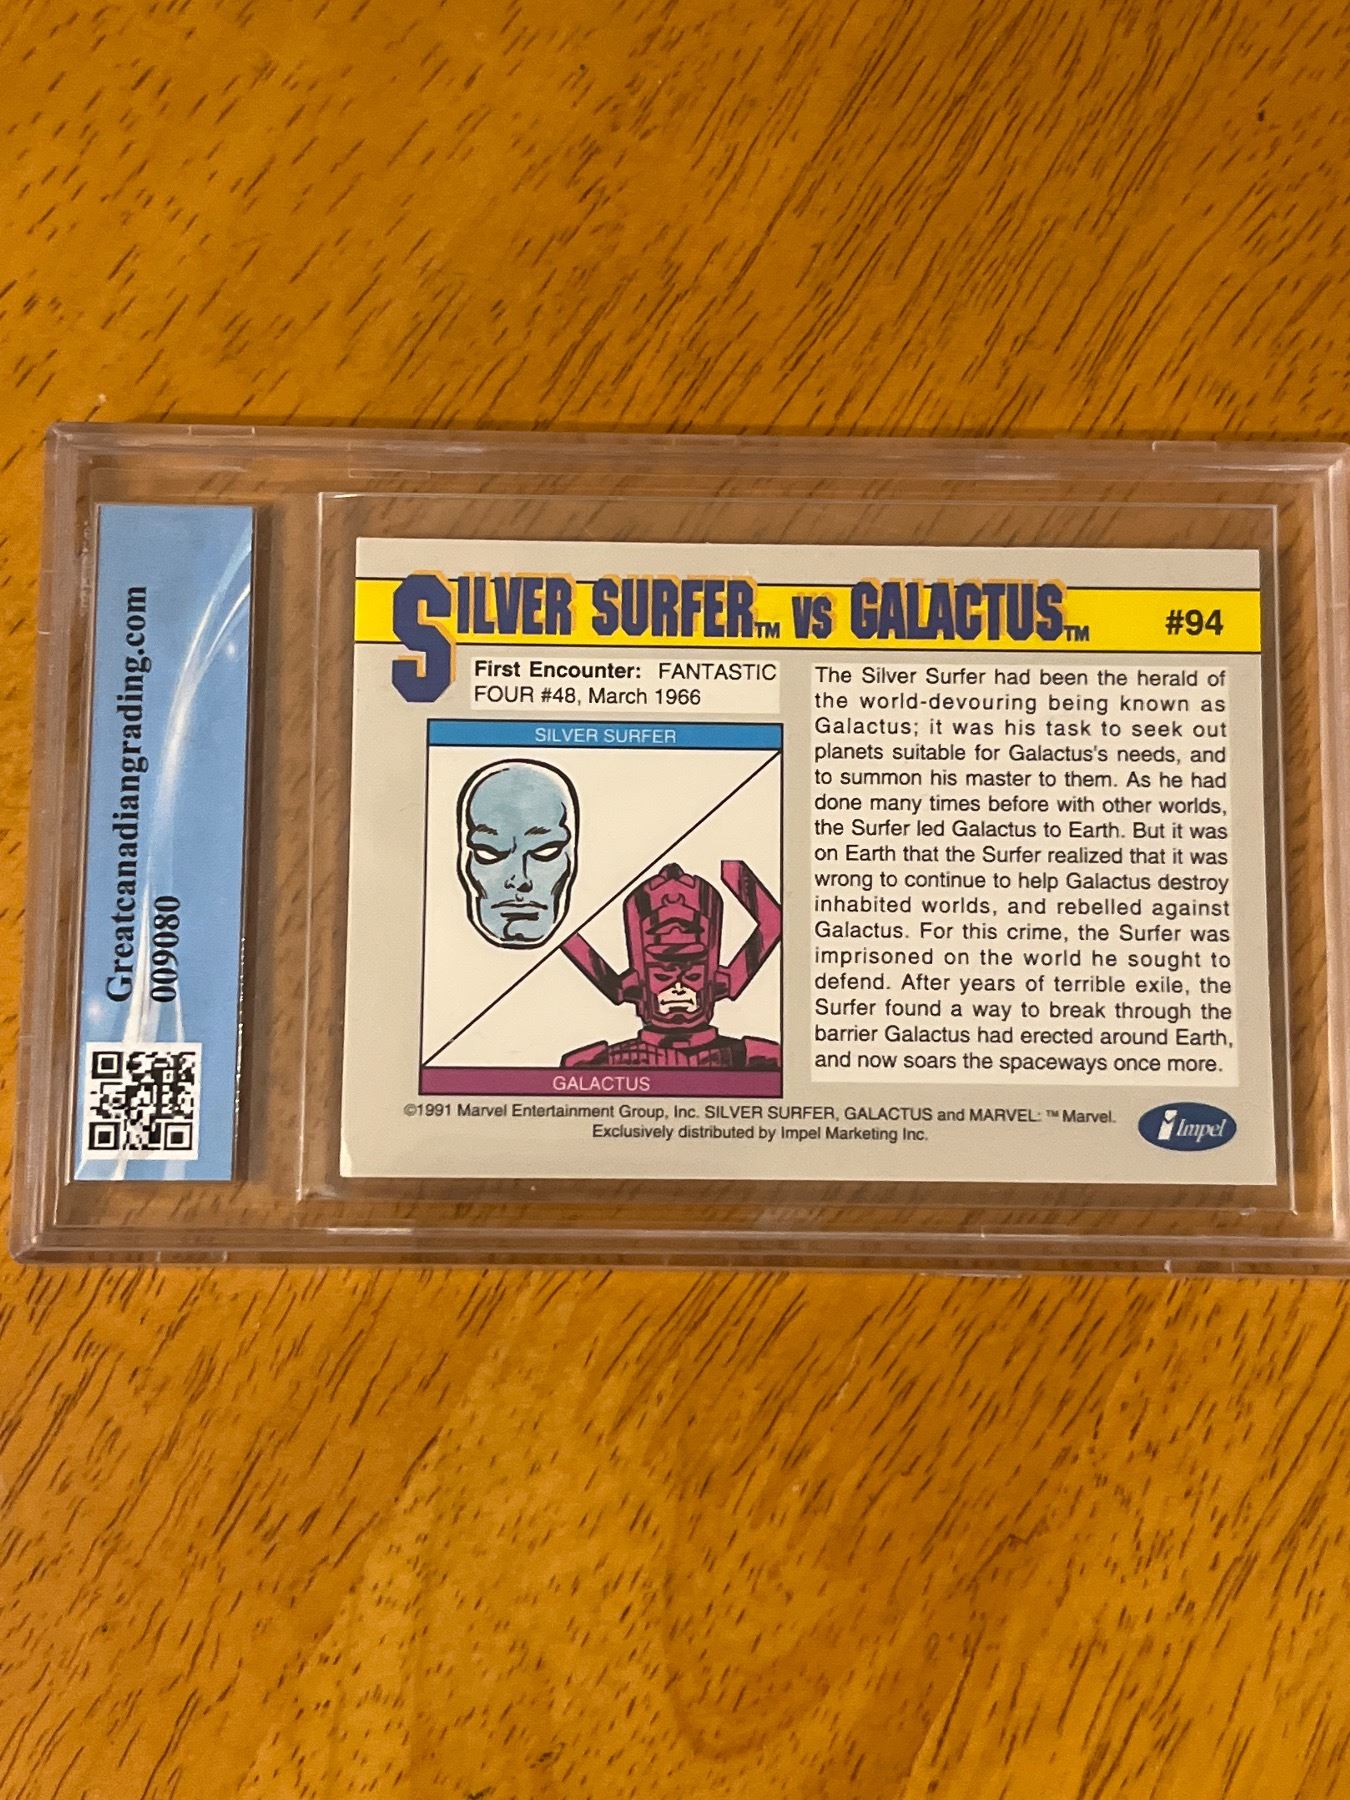 Greatcanadiangrading.com
009080
SILVER SURFER™ VS GALACTUS™ #94
First Encounter: FANTASTIC
FOUR #48, March 1966
SILVER SURFER
GALACTUS
The Silver Surfer had been the herald of
the world-devouring being known as
Galactus; it was his task to seek out
planets suitable for Galactus's needs, and
to summon his master to them. As he had
done many times before with other worlds,
the Surfer led Galactus to Earth. But it was
on Earth that the Surfer realized that it was
wrong to continue to help Galactus destroy
inhabited worlds, and rebelled against
Galactus. For this crime, the Surfer was
imprisoned on the world he sought to
defend. After years of terrible exile, the
Surfer found a way to break through the
barrier Galactus had erected around Earth,
and now soars the spaceways once more.
©1991 Marvel Entertainment Group, Inc. SILVER SURFER, GALACTUS and MARVEL: ™ Marvel.
Exclusively distributed by Impel Marketing Inc.
Impel